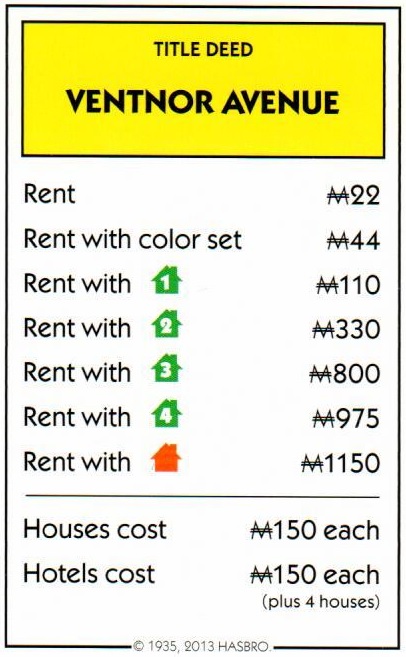 TITLE DEED
VENTNOR AVENUE
Rent ₩22
Rent with color set ₩44
Rent with 1 ₩110
Rent with 2 ₩330
Rent with 3 ₩800
Rent with 4 ₩975
Rent with ₩1150
Houses cost ₩150 each
Hotels cost ₩150 each
(plus 4 houses)
© 1935, 2013 HASBRO.